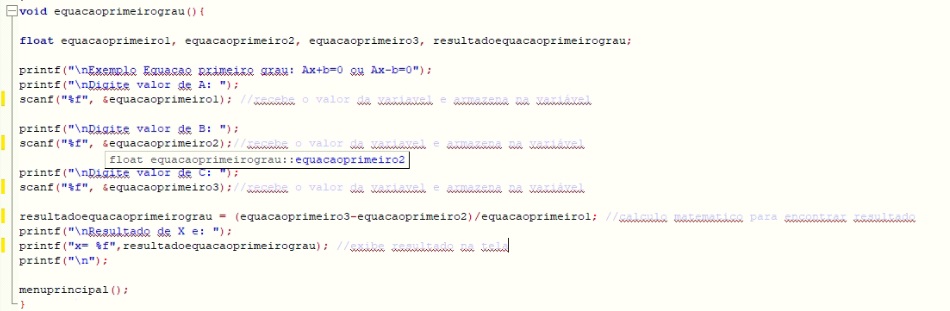 void equacaoprimeirograu(){
float equacaoprimeiro1, equacaoprimeiro2, equacaoprimeiro3, resultadoequacaoprimeirograu;
printf("\nExemplo Equacao primeiro grau: Ax+b=0 ou Ax-b=0");
printf("\nDigite valor de A: ");
scanf("%f", &equacaoprimeiro1); //recebe o valor da variavel e armazena na variável
printf("\nDigite valor de B: ");
scanf("%f", &equacaoprimeiro2);//recebe o valor da variavel e armazena na variável
float equacaoprimeirograu::equacaoprimeiro2
printf("\nDigite valor de C: ");
scanf("%f", &equacaoprimeiro3);//recebe o valor da variavel e armazena na variável
resultadoequacaoprimeirograu = (equacaoprimeiro3-equacaoprimeiro2)/equacaoprimeiro1; //calculo matematico para encontrar resultado
printf("\nResultado de X e: ");
printf("x= %f",resultadoequacaoprimeirograu); //exibe resultado na tela
printf("\n");
menuprincipal();
}